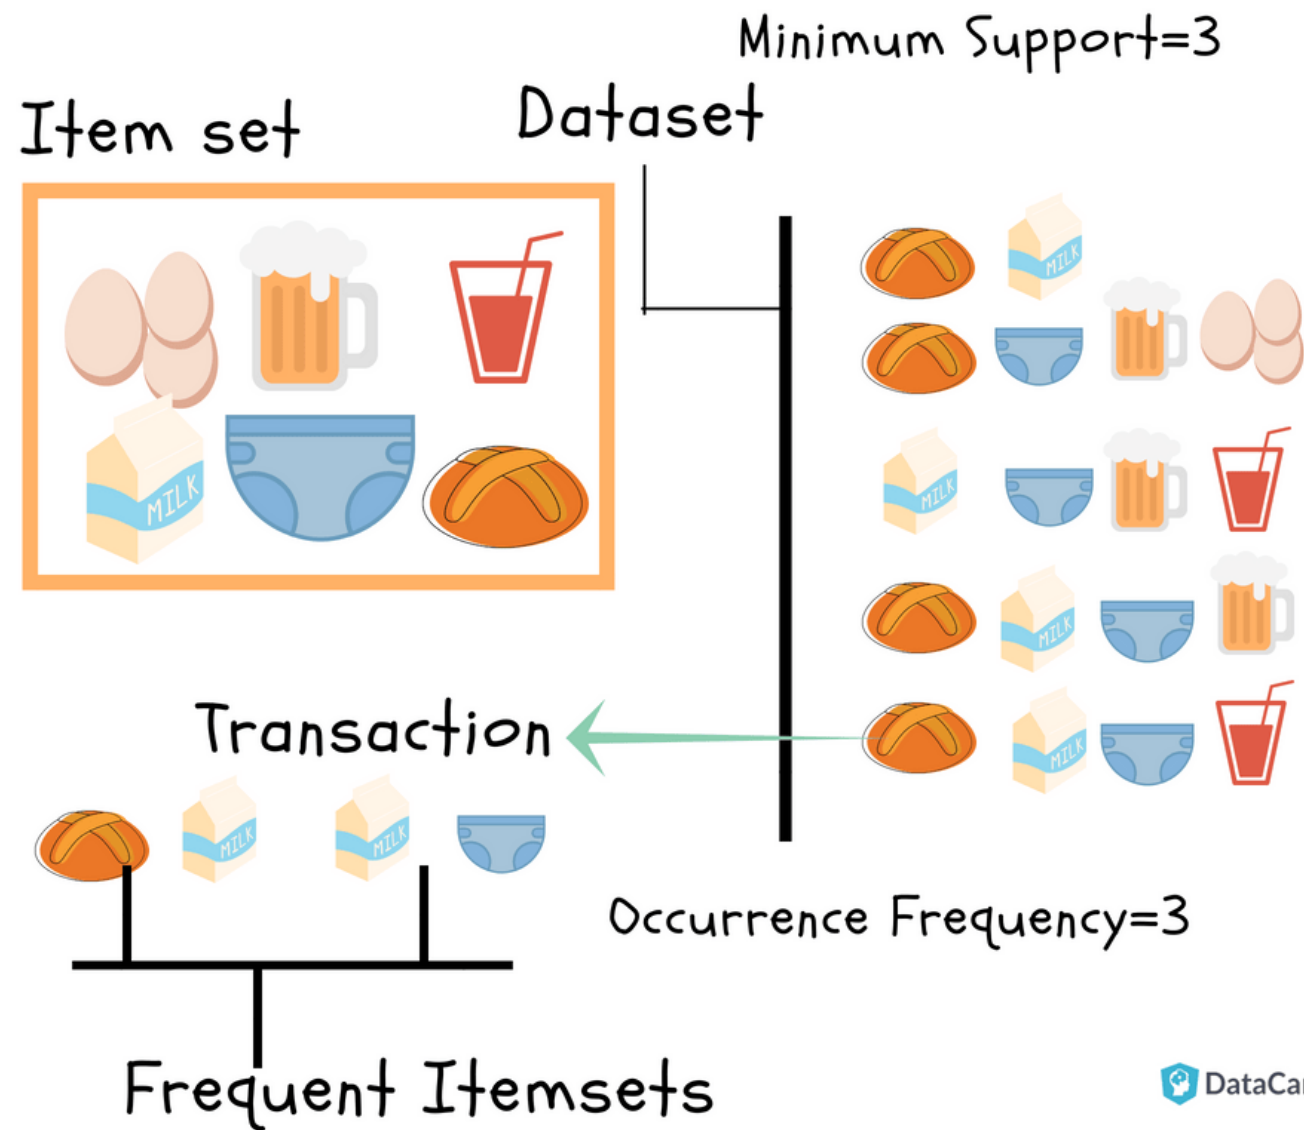 Minimum Support=3
Dataset
Item set
MILK
MILK
MILK
MILK
MILK
Transaction
MILK
MILK
Occurrence Frequency=3
Frequent Itemsets
DataCa